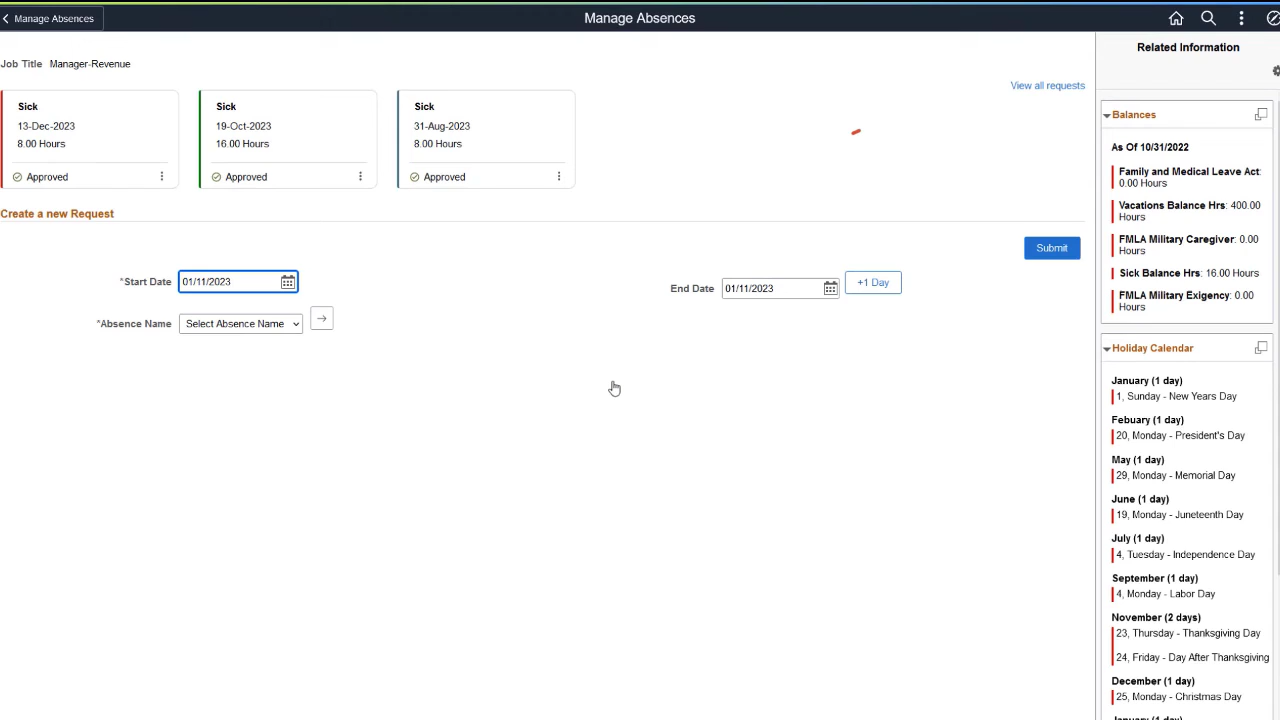 Manage Absences
Manage Absences
Job Title Manager-Revenue
View all requests
Sick
13-Dec-2023
8.00 Hours
Approved
Sick
19-Oct-2023
16.00 Hours
Approved
Sick
31-Aug-2023
8.00 Hours
Approved
Create a new Request
Submit
*Start Date 01/11/2023
End Date 01/11/2023 +1 Day
*Absence Name Select Absence Name
Related Information
Balances
As Of 10/31/2022
Family and Medical Leave Act:
0.00 Hours
Vacations Balance Hrs: 400.00
Hours
FMLA Military Caregiver: 0.00
Hours
Sick Balance Hrs: 16.00 Hours
FMLA Military Exigency: 0.00
Hours
Holiday Calendar
January (1 day)
1, Sunday - New Years Day
Febuary (1 day)
20, Monday - President's Day
May (1 day)
29, Monday - Memorial Day
June (1 day)
19, Monday - Juneteenth Day
July (1 day)
4, Tuesday - Independence Day
September (1 day)
4, Monday - Labor Day
November (2 days)
23, Thursday - Thanksgiving Day
24, Friday - Day After Thanksgiving
December (1 day)
25, Monday - Christmas Day
January (1 day)